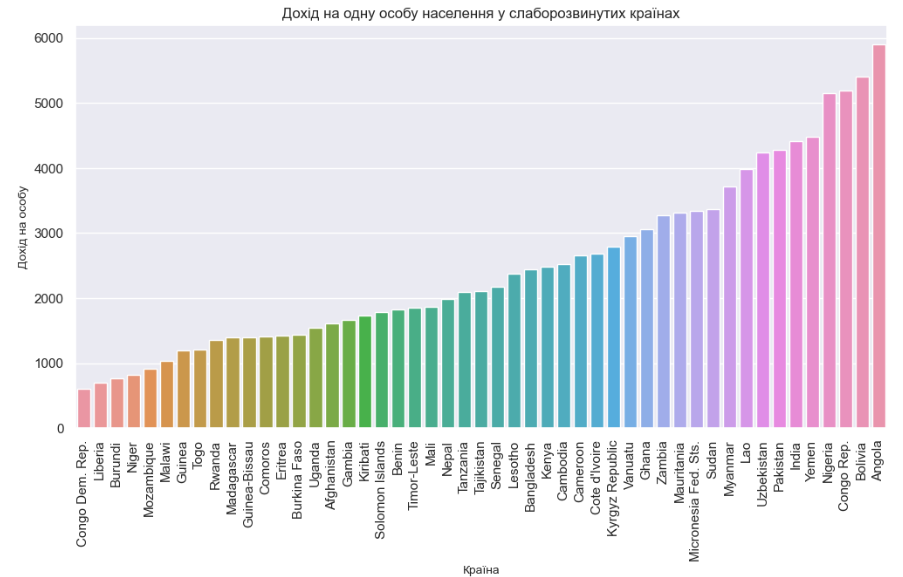 Дохід на одну особу населення у слаборозвинутих країнах
Дохід на особу
6000
5000
4000
3000
2000
1000
0
Congo Dem. Rep.
Liberia
Burundi
Niger
Mozambique
Malawi
Guinea
Togo
Rwanda
Madagascar
Guinea-Bissau
Comoros
Eritrea
Burkina Faso
Uganda
Afghanistan
Gambia
Kiribati
Solomon Islands
Benin
Timor-Leste
Mali
Nepal
Tanzania
Tajikistan
Senegal
Lesotho
Bangladesh
Kenya
Cambodia
Cameroon
Cote d'Ivoire
Kyrgyz Republic
Vanuatu
Ghana
Zambia
Mauritania
Micronesia Fed. Sts.
Sudan
Myanmar
Lao
Uzbekistan
Pakistan
India
Yemen
Nigeria
Congo Rep.
Bolivia
Angola
Країна